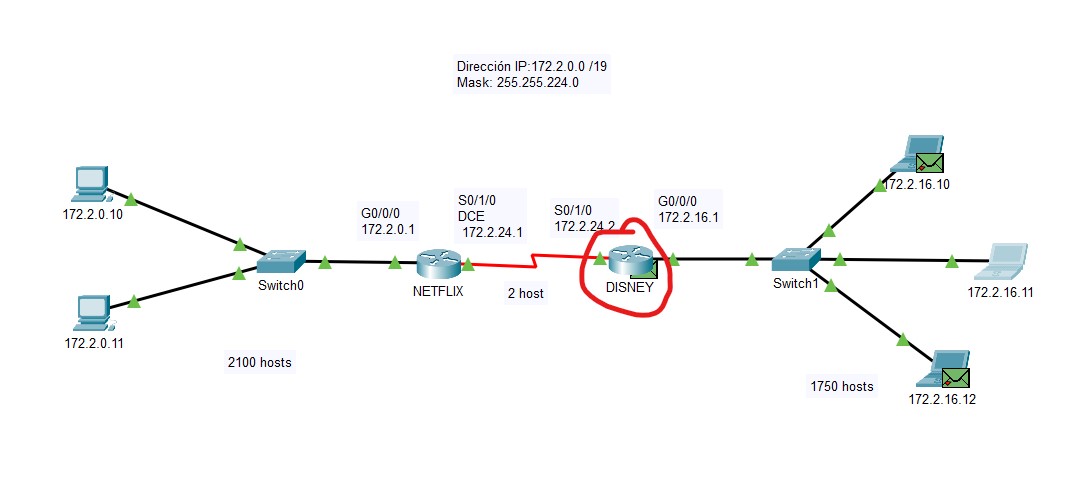 Dirección IP:172.2.0.0 /19
Mask: 255.255.224.0
172.2.0.10
172.2.0.11
Switch0
2100 hosts
G0/0/0
172.2.0.1
NETFLIX
S0/1/0
DCE
172.2.24.1
2 host
S0/1/0
172.2.24.2
DISNEY
G0/0/0
172.2.16.1
Switch1
172.2.16.10
172.2.16.11
172.2.16.12
1750 hosts